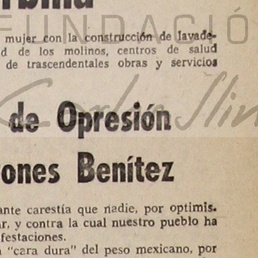 FUNDACIÓ
mujer con la construcción de lavade-
d de los molinos, centros de salud
de trascendentales obras y servicios
Carlos Slim
de Opresión
ones Benítez
ante carestía que nadie, por optimis-
ar, y contra la cual nuestro pueblo ha
festaciones.
"cara dura" del peso mexicano, por